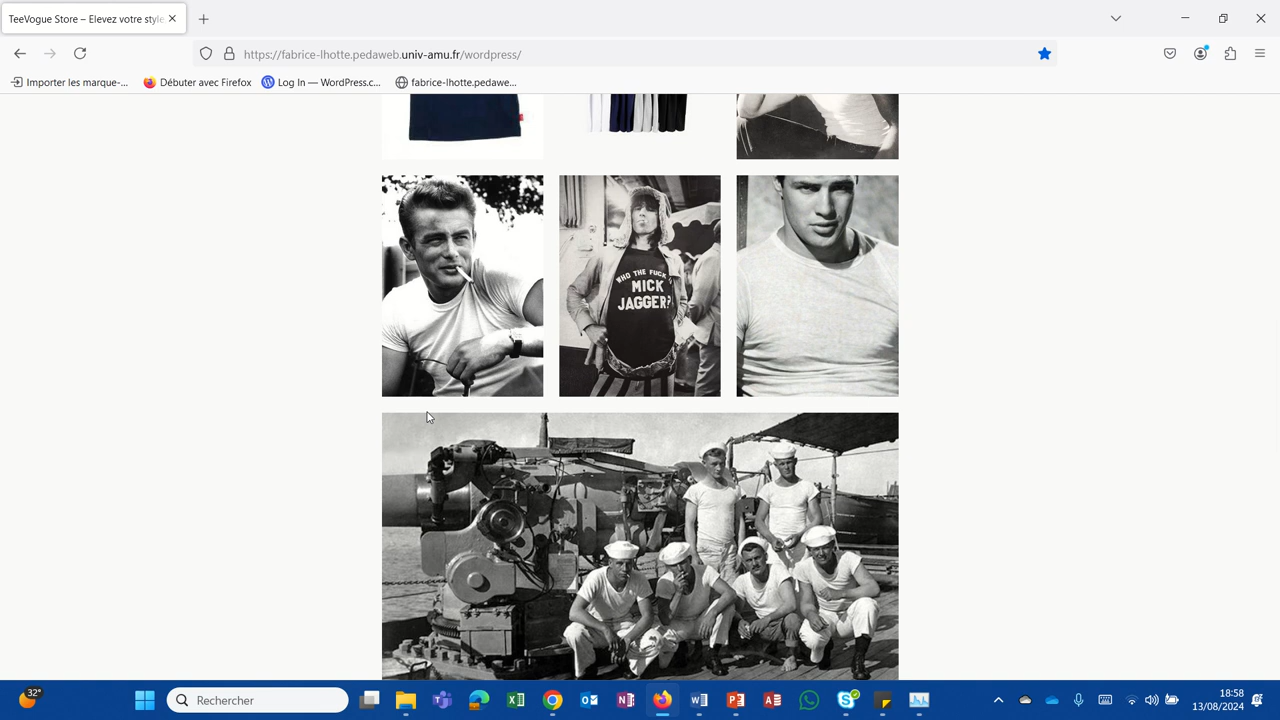 TeeVogue Store – Elevez votre style
https://fabrice-lhotte.pedaweb.univ-amu.fr/wordpress/
Importer les marque-...
Débuter avec Firefox
Log In — WordPress.c...
fabrice-lhotte.pedawe...
WHO THE FUCK IS
MICK
JAGGER?
32°
Rechercher
18:58
13/08/2024